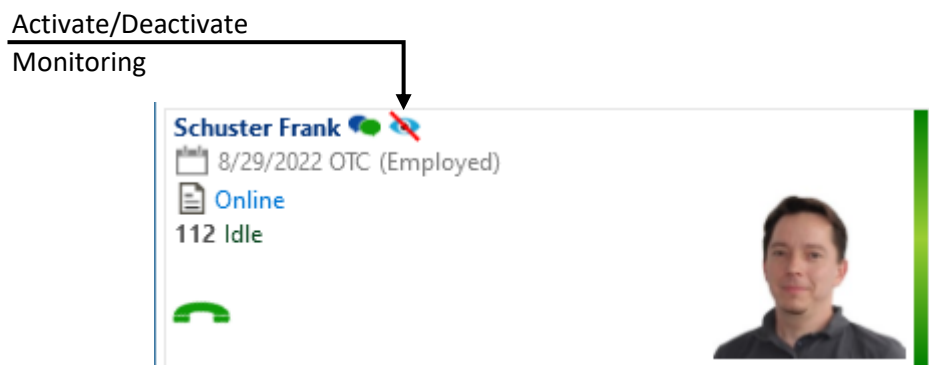 Activate/Deactivate
Monitoring
Schuster Frank
8/29/2022 OTC (Employed)
Online
112 Idle